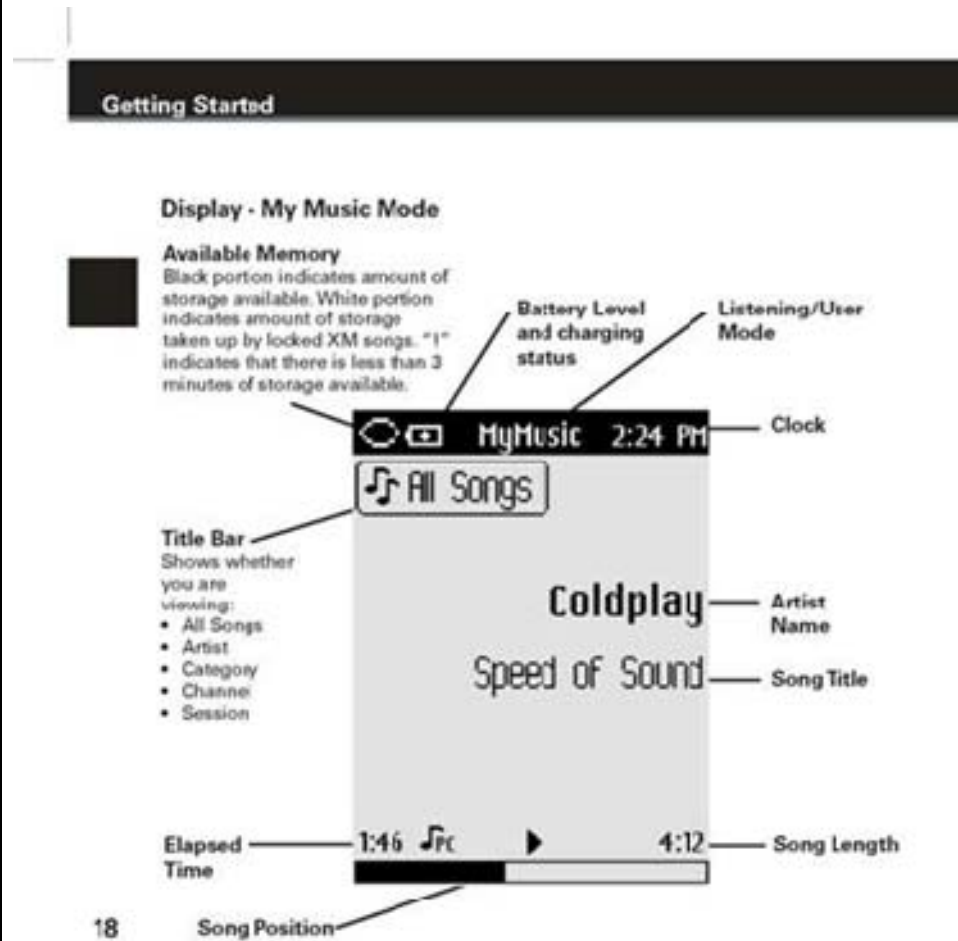 Getting Started
Display - My Music Mode
Available Memory
Black portion indicates amount of
storage available. White portion
indicates amount of storage
taken up by locked XM songs. "!"
indicates that there is less than 3
minutes of storage available.
Battery Level
and charging
status
Listening/User
Mode
MyMusic 2:24 PM
Clock
All Songs
Title Bar
Shows whether
you are
viewing:
• All Songs
• Artist
• Category
• Channel
• Session
Coldplay
Artist
Name
Speed of Sound
Song Title
Elapsed
Time
1:46 PC 4:12
Song Length
18
Song Position